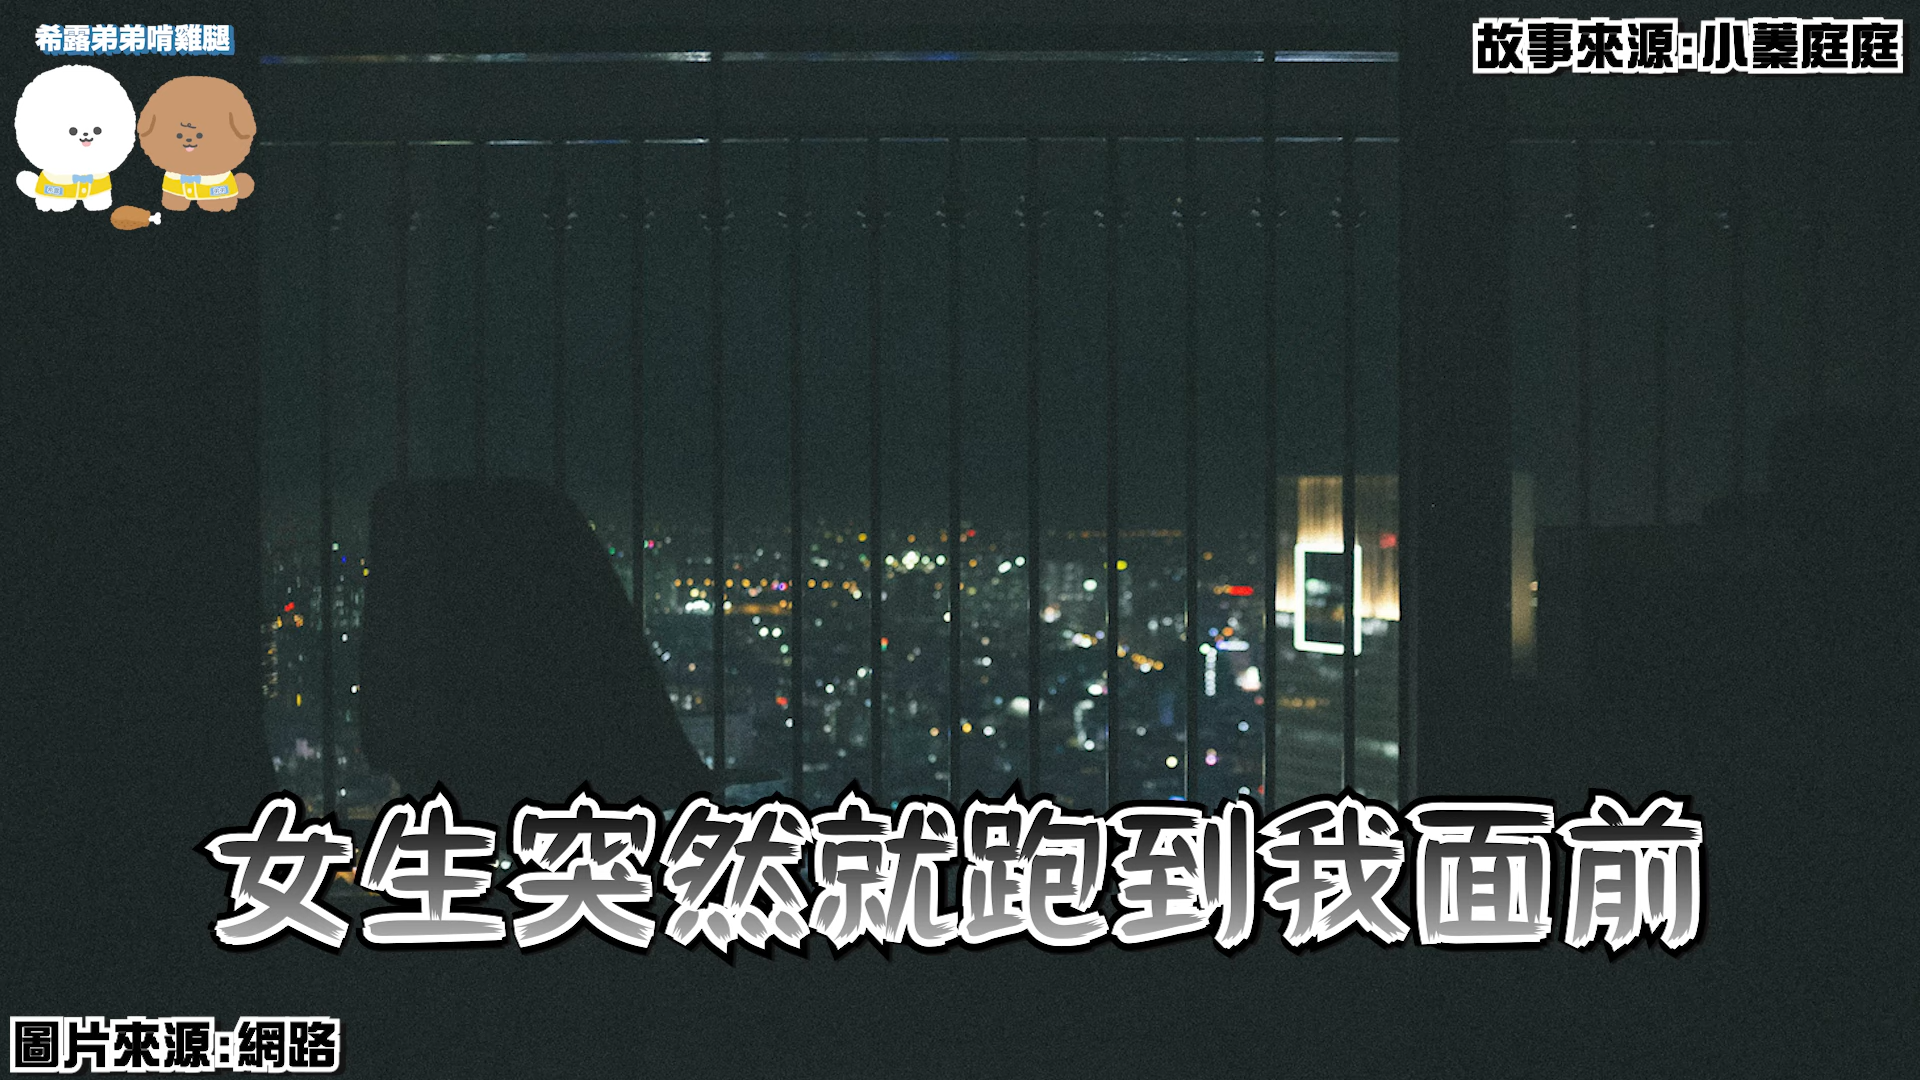 希露弟弟啃雞腿
故事來源:小蓁庭庭
女生突然就跑到我面前
圖片來源:網路